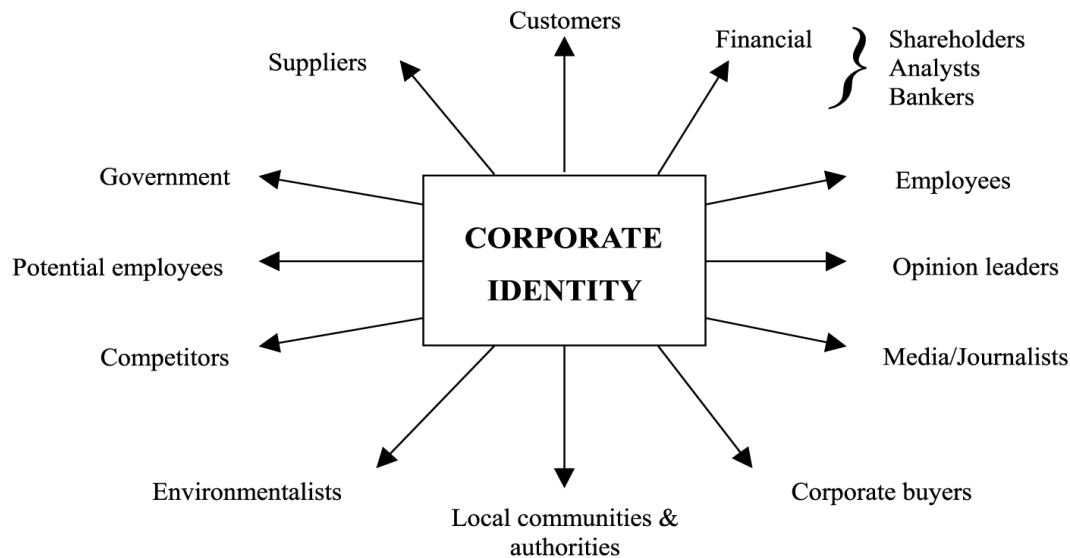 Customers
Financial
Shareholders
Analysts
Bankers
Suppliers
Government
Employees
CORPORATE
IDENTITY
Potential employees
Opinion leaders
Competitors
Media/Journalists
Environmentalists
Corporate buyers
Local communities &
authorities